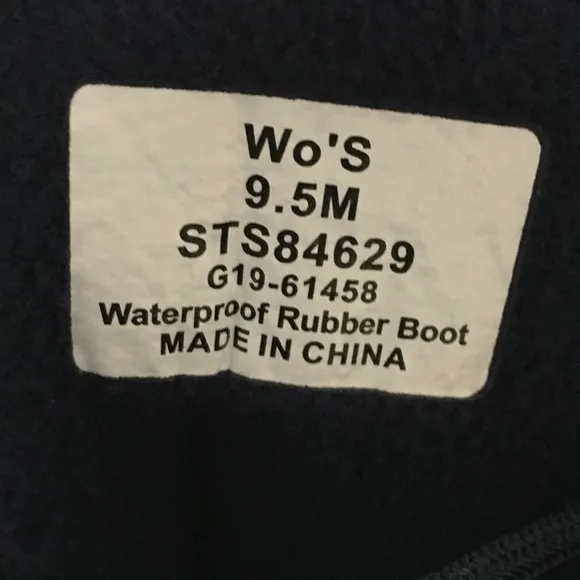 Wo'S
9.5M
STS84629
G19-61458
Waterproof Rubber Boot
MADE IN CHINA